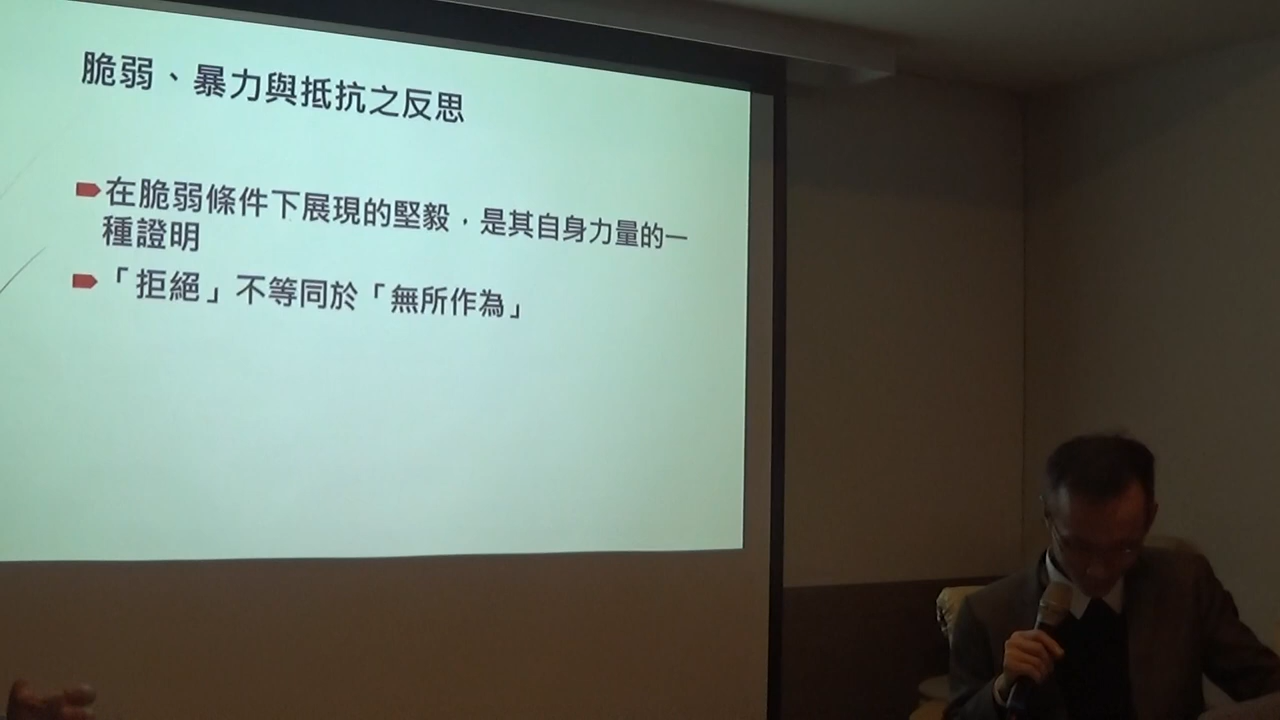 脆弱、暴力與抵抗之反思
在脆弱條件下展現的堅毅，是其自身力量的一
種證明
「拒絕」不等同於「無所作為」